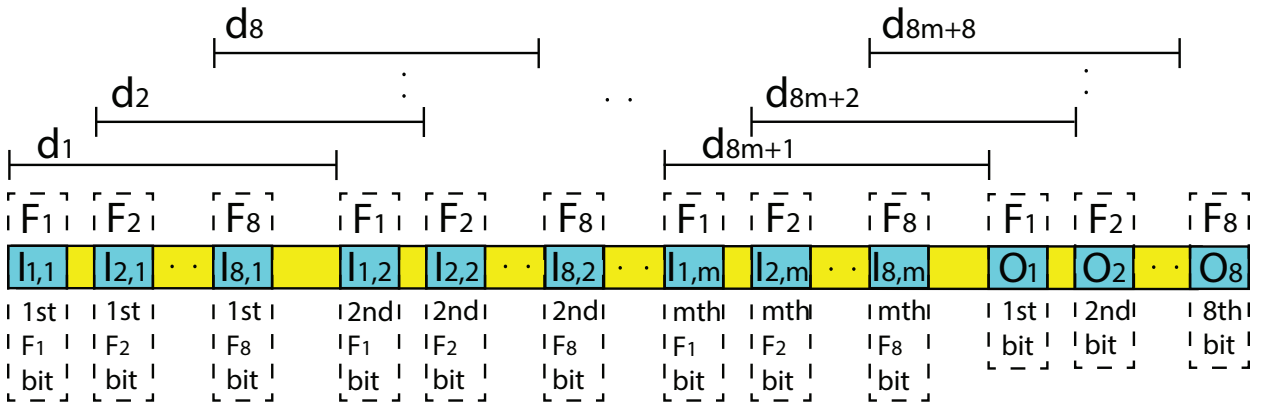 d8 d8m+8
d2 d8m+2
d1 d8m+1
F1 F2 F8 F1 F2 F8 F1 F2 F8 F1 F2 F8
I1,1 I2,1 · · I8,1 I1,2 I2,2 · · I8,2 · · I1,m I2,m · · I8,m O1 O2 · · O8
1st 1st 1st 2nd 2nd 2nd mth mth mth 1st 2nd 8th
F1 F2 F8 F1 F2 F8 F1 F2 F8 bit bit bit
bit bit bit bit bit bit bit bit bit